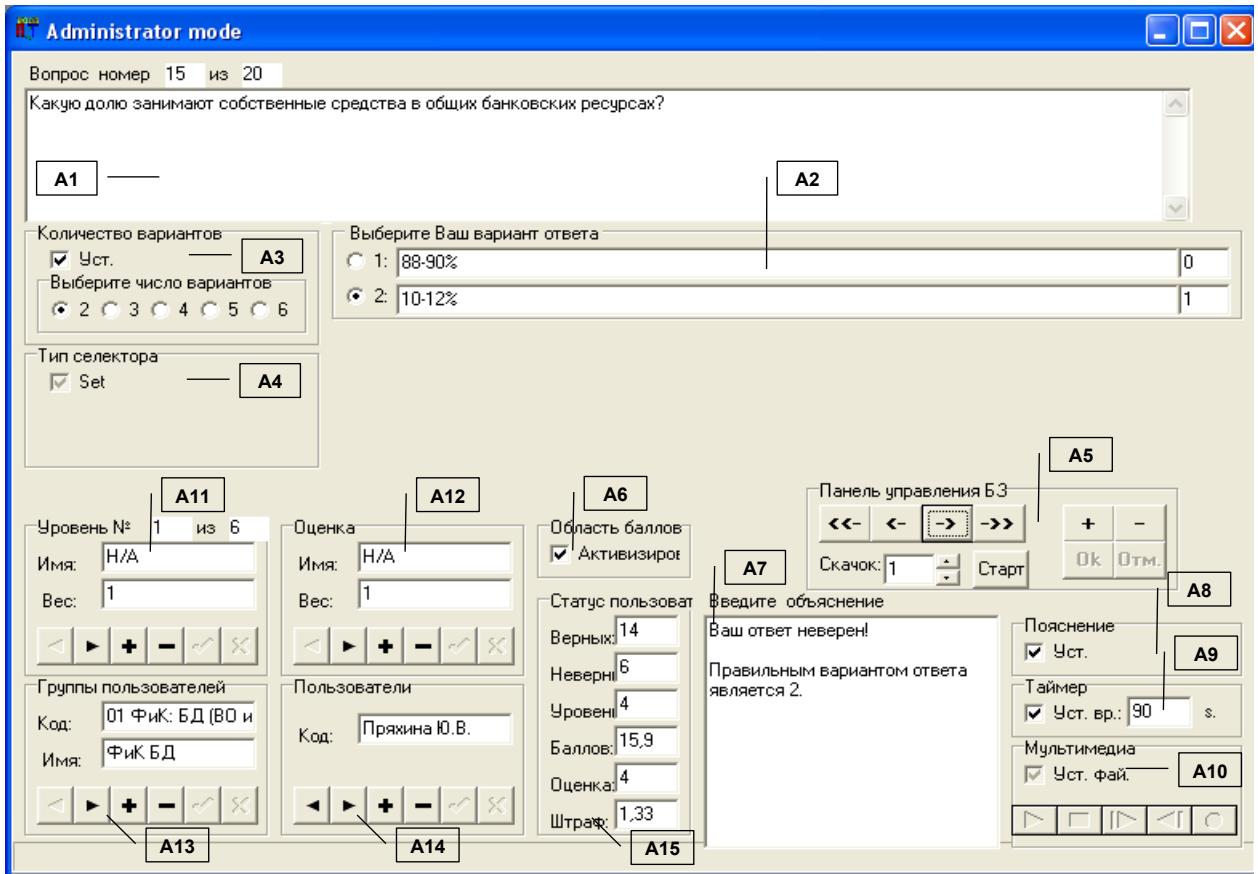 Administrator mode
Вопрос номер 15 из 20
Какую долю занимают собственные средства в общих банковских ресурсах?
A1
A2
Количество вариантов
Уст.
A3
Выберите число вариантов
2 3 4 5 6
Выберите Ваш вариант ответа
1: 88-90% 0
2: 10-12% 1
Тип селектора
Set
A4
A5
A11
A12
A6
Панель управления БЗ
<<- <- -> ->> + -
Скачок: 1 Старт Ok Отм.
Уровень № 1 из 6
Имя: Н/А
Вес: 1
Оценка
Имя: Н/А
Вес: 1
Область баллов
Активизиров
A7
A8
Статус пользоват
Верных: 14
Неверны 6
Уровень 4
Баллов: 15,9
Оценка: 4
Штраф: 1,33
Введите объяснение
Ваш ответ неверен!
Правильным вариантом ответа
является 2.
Пояснение
Уст.
A9
Таймер
Уст. вр.: 90 s.
Мультимедиа
Уст. фай.
A10
Группы пользователей
Код: 01 ФиК: БД (ВО и
Имя: ФиК БД
Пользователи
Код: Пряхина Ю.В.
A13
A14
A15